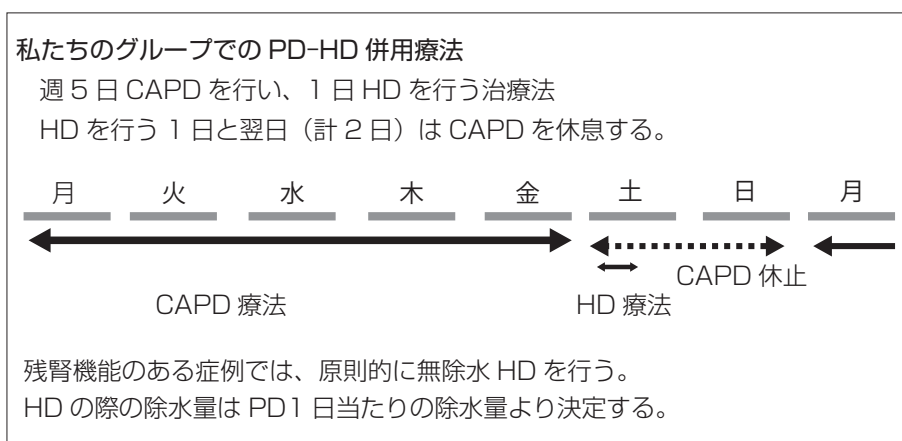 私たちのグループでの PD-HD 併用療法
週 5 日 CAPD を行い、1 日 HD を行う治療法
HD を行う 1 日と翌日（計 2 日）は CAPD を休息する。
月 火 水 木 金 土 日 月
CAPD 休止
CAPD 療法 HD 療法
残腎機能のある症例では、原則的に無除水 HD を行う。
HD の際の除水量は PD1 日当たりの除水量より決定する。